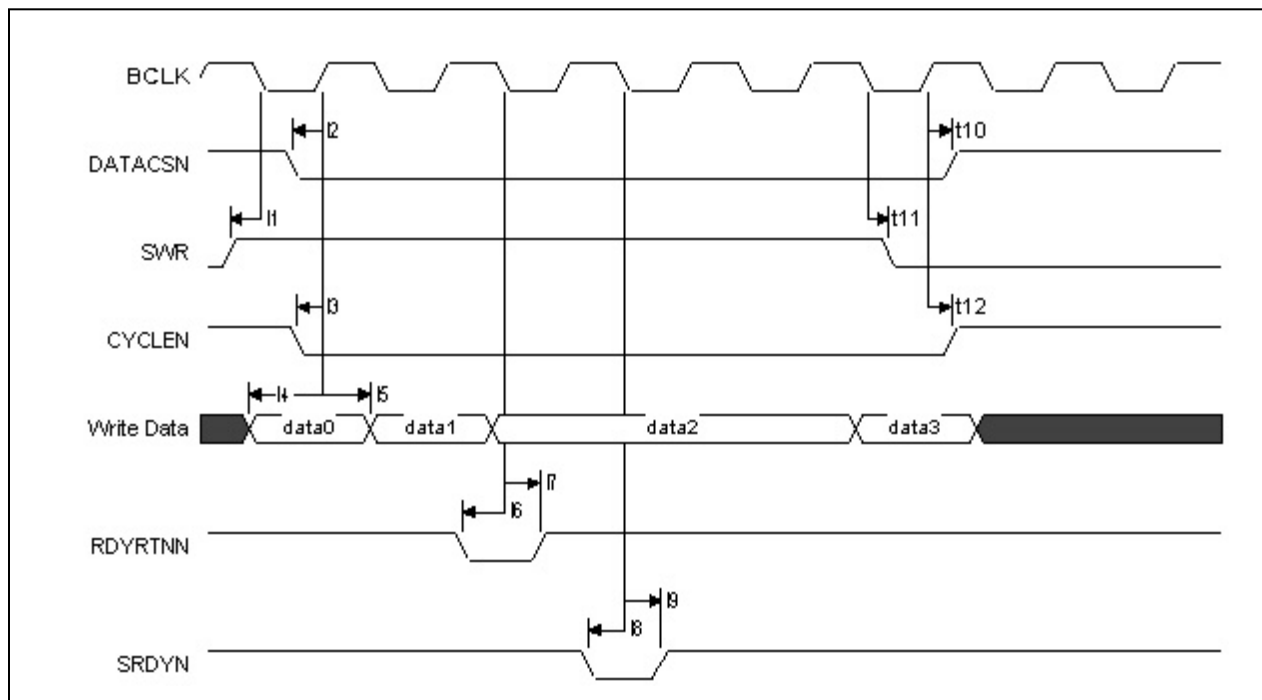 BCLK
t2
t10
DATACSN
t1
t11
SWR
t3
t12
CYCLEN
t4 t5
Write Data data0 data1 data2 data3
t7
t6
RDYRTNN
t9
t8
SRDYN